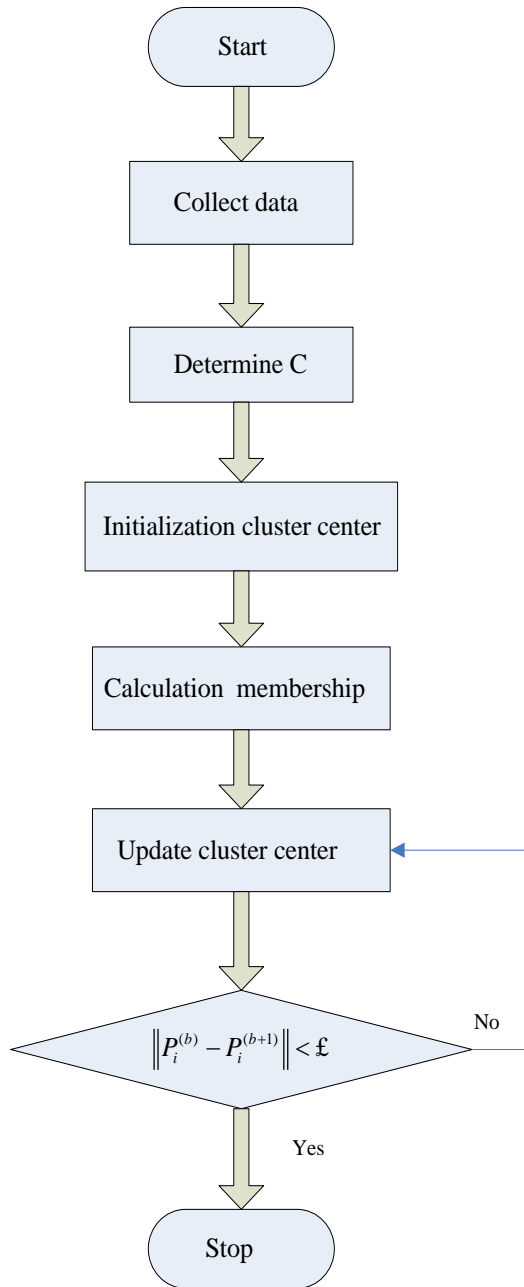 Start
Collect data
Determine C
Initialization cluster center
Calculation membership
Update cluster center
‖P_i^(b) − P_i^(b+1)‖ < £
No
Yes
Stop